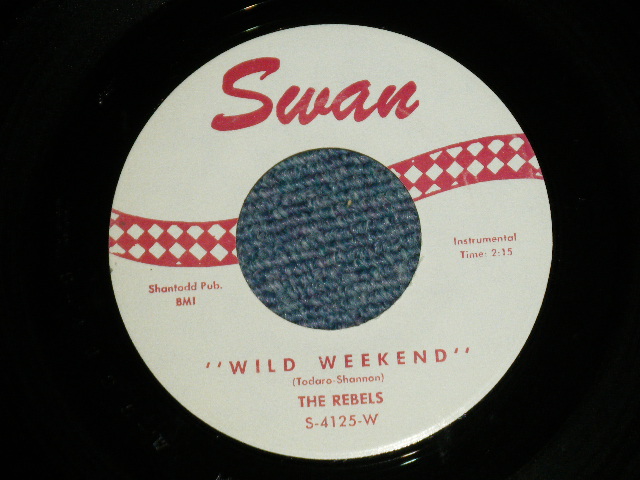 Swan
Instrumental
Time: 2:15
Shantodd Pub.
BMI
"WILD WEEKEND"
(Todaro-Shannon)
THE REBELS
S-4125-W